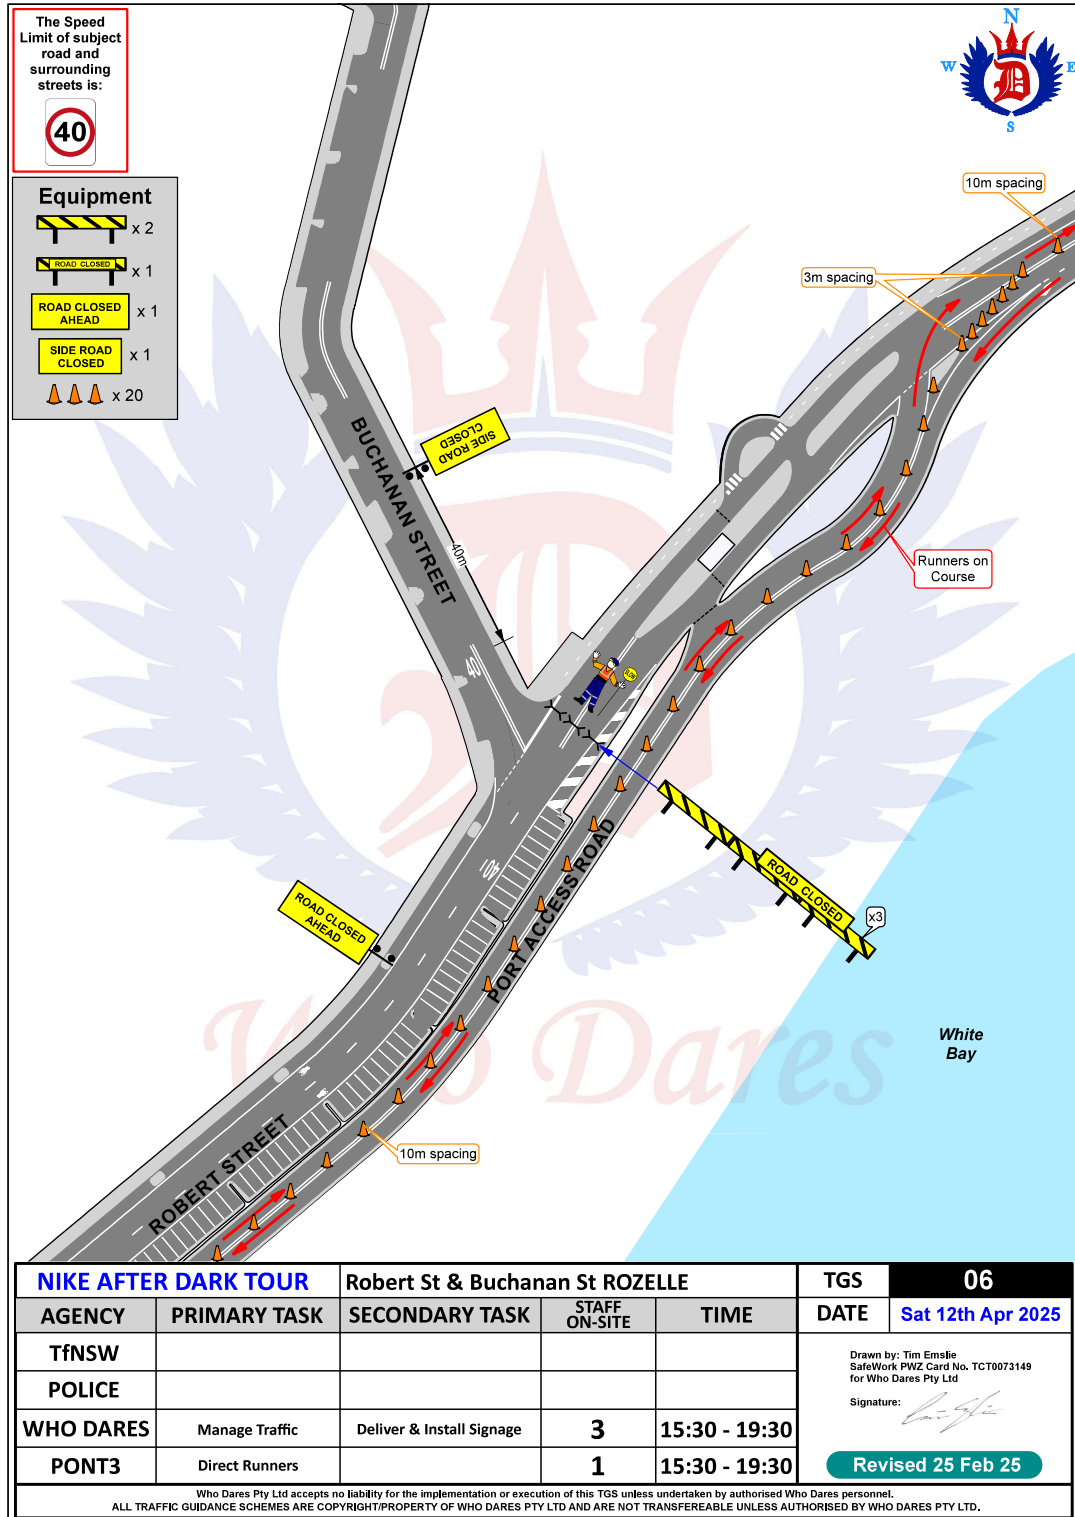 The Speed
Limit of subject
road and
surrounding
streets is:
40
N
W
E
D
S
Equipment
x 2
ROAD CLOSED
x 1
ROAD CLOSED
AHEAD
x 1
SIDE ROAD
CLOSED
x 1
x 20
10m spacing
3m spacing
SIDE ROAD
CLOSED
BUCHANAN STREET
40m
Runners on
Course
40
40
ROAD CLOSED
AHEAD
ROAD CLOSED
x3
PORT ACCESS ROAD
Who Dares
White
Bay
10m spacing
ROBERT STREET
NIKE AFTER DARK TOUR
Robert St & Buchanan St ROZELLE
TGS
06
AGENCY
PRIMARY TASK
SECONDARY TASK
STAFF
ON-SITE
TIME
DATE
Sat 12th Apr 2025
TfNSW
POLICE
WHO DARES
Manage Traffic
Deliver & Install Signage
3
15:30 - 19:30
PONT3
Direct Runners
1
15:30 - 19:30
Drawn by: Tim Emslie
SafeWork PWZ Card No. TCT0073149
for Who Dares Pty Ltd
Signature:
Revised 25 Feb 25
Who Dares Pty Ltd accepts no liability for the implementation or execution of this TGS unless undertaken by authorised Who Dares personnel.
ALL TRAFFIC GUIDANCE SCHEMES ARE COPYRIGHT/PROPERTY OF WHO DARES PTY LTD AND ARE NOT TRANSFEREABLE UNLESS AUTHORISED BY WHO DARES PTY LTD.